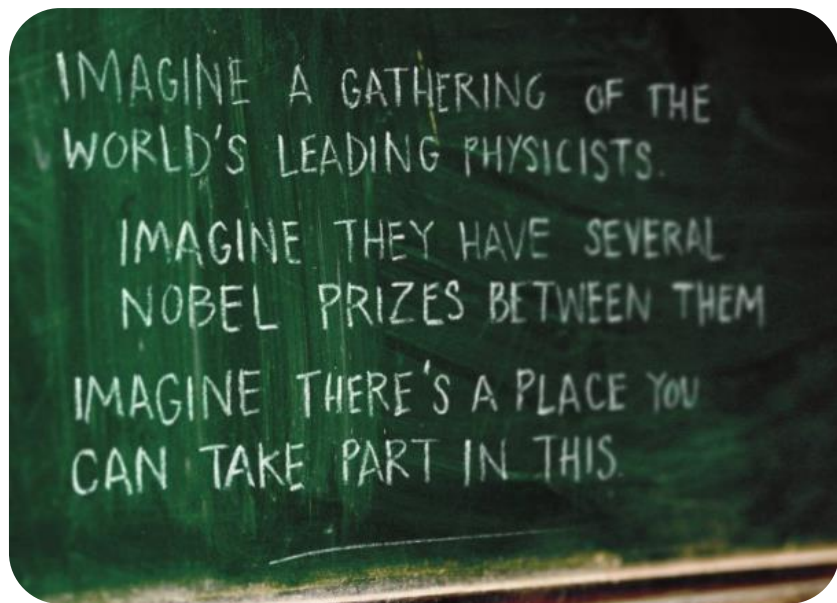 IMAGINE A GATHERING OF THE
WORLD'S LEADING PHYSICISTS.
IMAGINE THEY HAVE SEVERAL
NOBEL PRIZES BETWEEN THEM
IMAGINE THERE'S A PLACE YOU
CAN TAKE PART IN THIS.